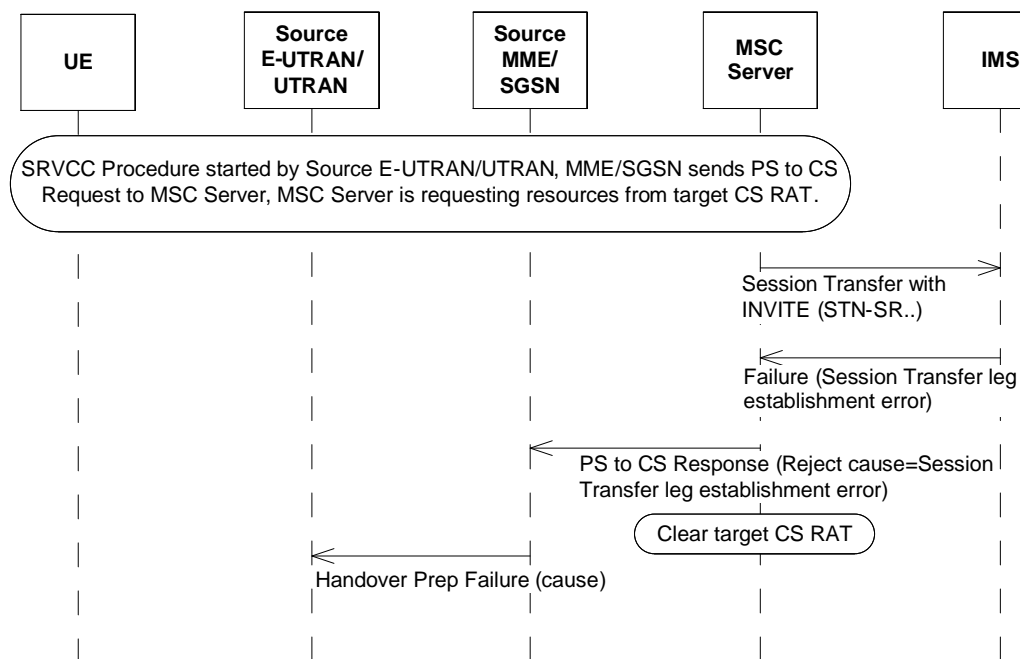 UE
Source
E-UTRAN/
UTRAN
Source
MME/
SGSN
MSC
Server
IMS
SRVCC Procedure started by Source E-UTRAN/UTRAN, MME/SGSN sends PS to CS
Request to MSC Server, MSC Server is requesting resources from target CS RAT.
Session Transfer with
INVITE (STN-SR..)
Failure (Session Transfer leg
establishment error)
PS to CS Response (Reject cause=Session
Transfer leg establishment error)
Clear target CS RAT
Handover Prep Failure (cause)